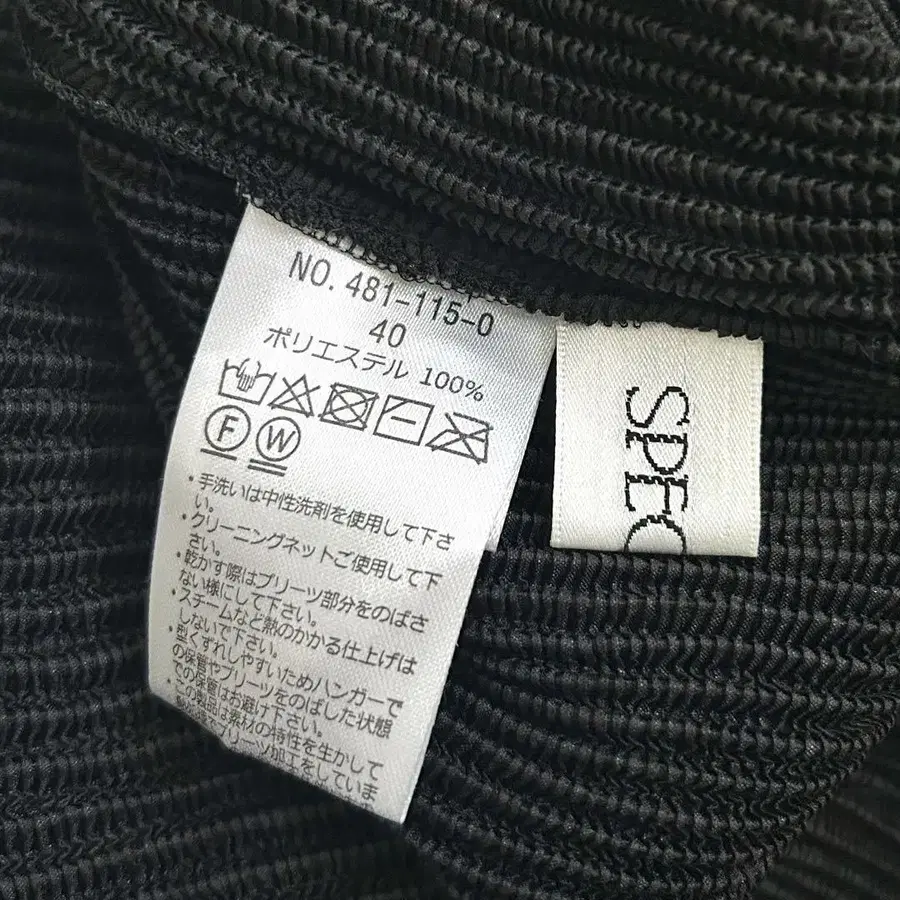 NO. 481-115-0
40
ポリエステル 100%
F W
・手洗いは中性洗剤を使用して下さ
い。
・クリーニングネットご使用して下
さい。
・乾かす際はプリーツ部分をのばさ
ない様にして下さい。
・スチームなど熱のかかる仕上げは
しないで下さい。
・型くずれしやすいためハンガーで
の保管やプリーツをのばした状態
での保管はお避け下さい。
・この製品は素材の特性を生かして
プリーツ加工をしていま
SPEC